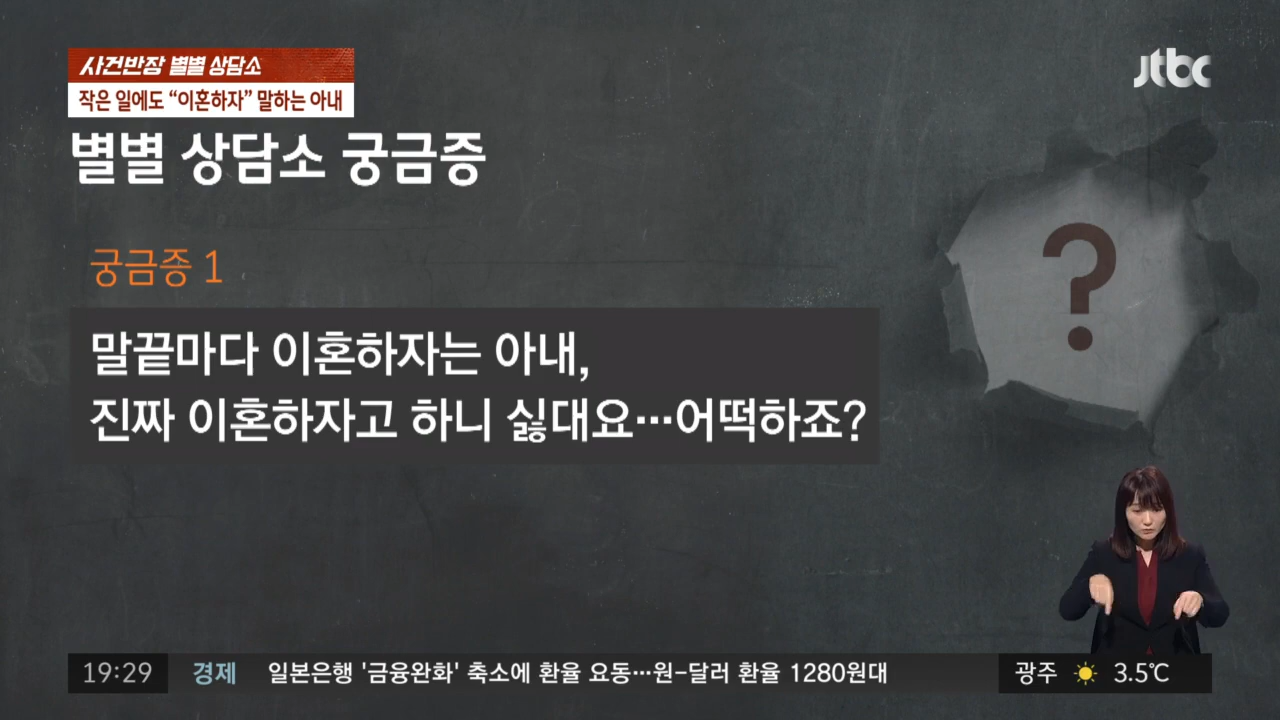 사건반장 별별 상담소
작은 일에도 “이혼하자” 말하는 아내
jtbc
별별 상담소 궁금증
궁금증 1
말끝마다 이혼하자는 아내,
진짜 이혼하자고 하니 싫대요…어떡하죠?
?
19:29 경제 일본은행 '금융완화' 축소에 환율 요동…원-달러 환율 1280원대 광주 3.5℃